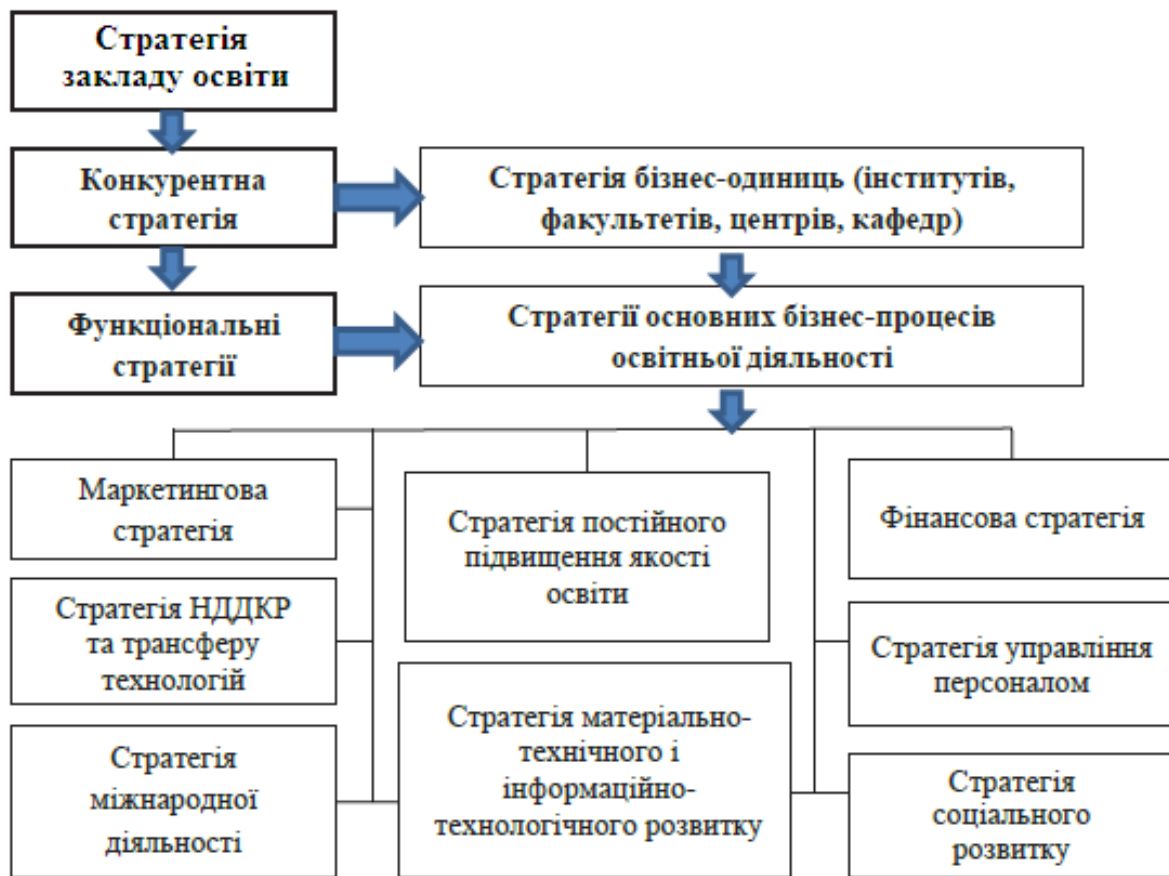 Стратегія
закладу освіти
Конкурентна
стратегія
Стратегія бізнес-одиниць (інститутів,
факультетів, центрів, кафедр)
Функціональні
стратегії
Стратегії основних бізнес-процесів
освітньої діяльності
Маркетингова
стратегія
Стратегія постійного
підвищення якості
освіти
Фінансова стратегія
Стратегія НДДКР
та трансферу
технологій
Стратегія управління
персоналом
Стратегія
міжнародної
діяльності
Стратегія матеріально-
технічного і
інформаційно-
технологічного розвитку
Стратегія
соціального
розвитку